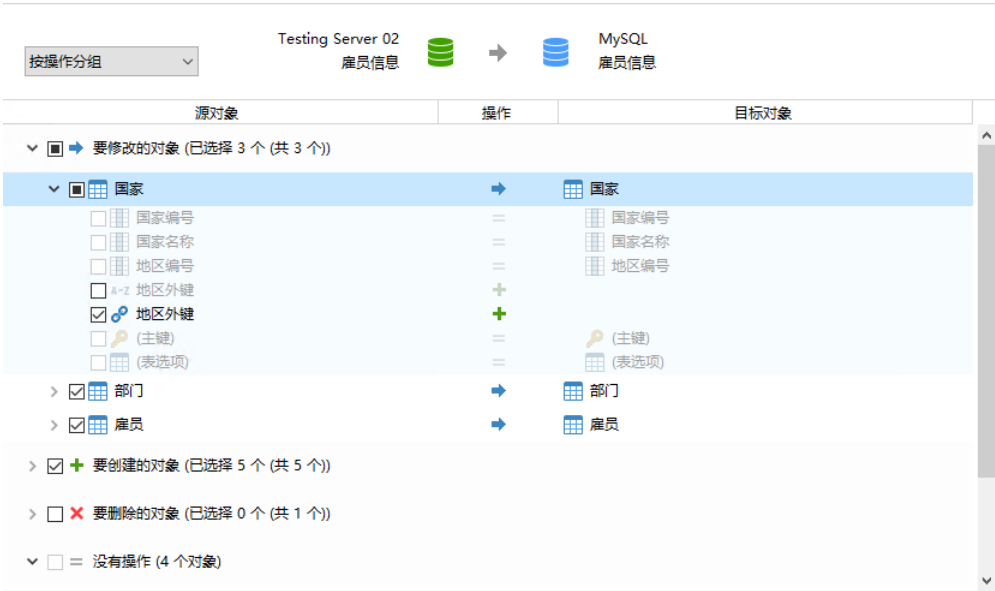 Testing Server 02
雇员信息
MySQL
雇员信息
按操作分组
源对象 操作 目标对象
要修改的对象 (已选择 3 个 (共 3 个))
国家 国家
国家编号 = 国家编号
国家名称 = 国家名称
地区编号 = 地区编号
A-Z 地区外键 +
地区外键 +
(主键) = (主键)
(表选项) = (表选项)
部门 部门
雇员 雇员
+ 要创建的对象 (已选择 5 个 (共 5 个))
要删除的对象 (已选择 0 个 (共 1 个))
= 没有操作 (4 个对象)